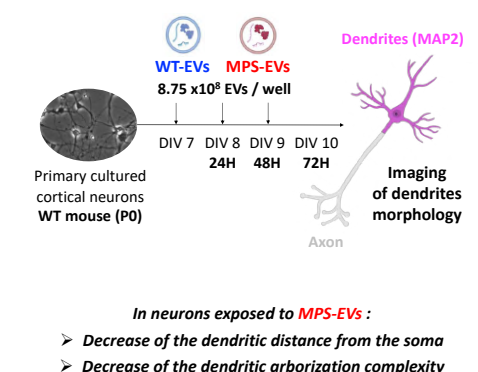 Dendrites (MAP2)
WT-EVs MPS-EVs
8.75 x10⁸ EVs / well
DIV 7 DIV 8 DIV 9 DIV 10
24H 48H 72H
Primary cultured
cortical neurons
WT mouse (P0)
Imaging
of dendrites
morphology
Axon
In neurons exposed to MPS-EVs :
➢ Decrease of the dendritic distance from the soma
➢ Decrease of the dendritic arborization complexity